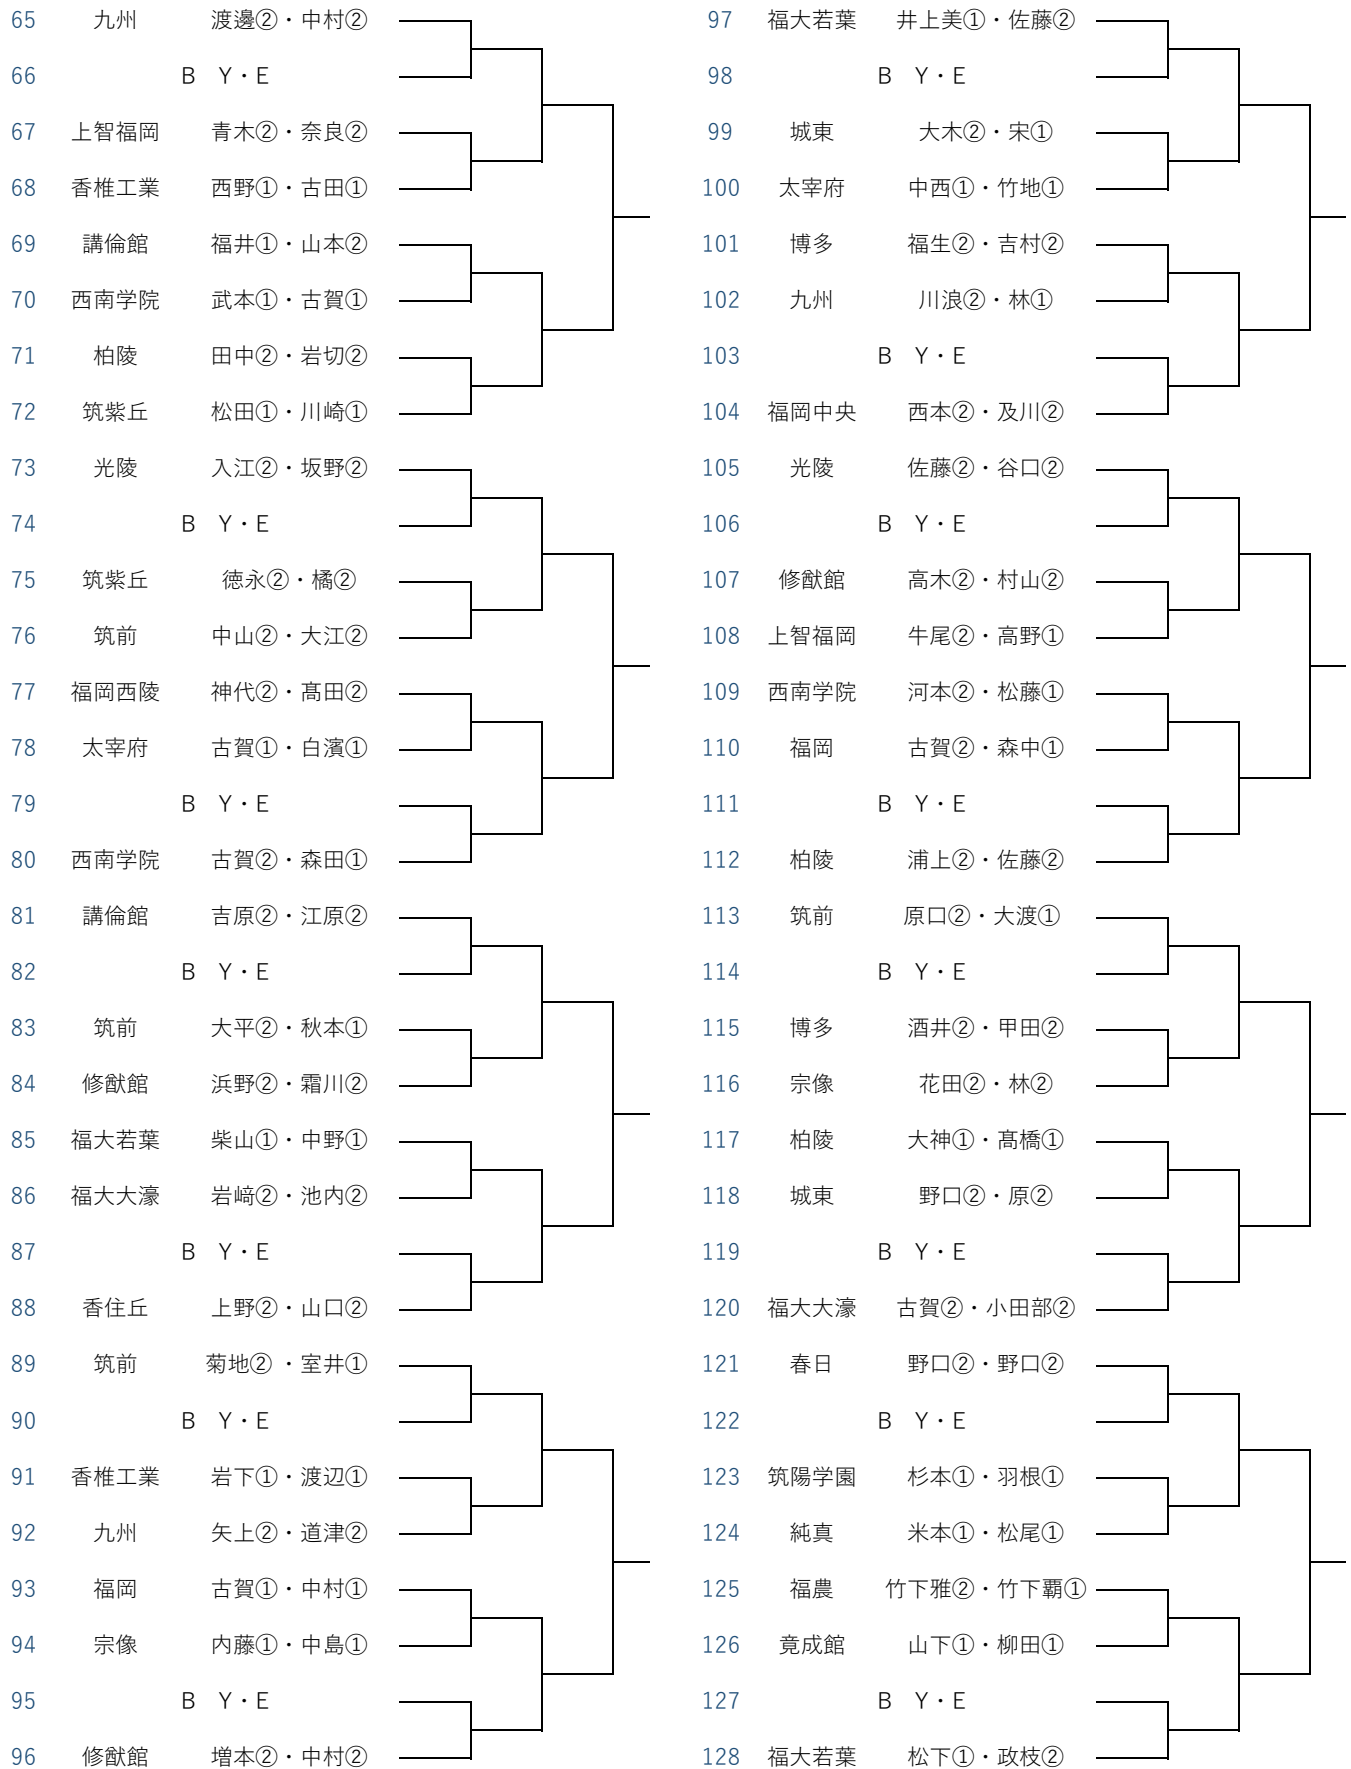 65 九州 渡邊②・中村②
66 B Y・E
67 上智福岡 青木②・奈良②
68 香椎工業 西野①・古田①
69 講倫館 福井①・山本②
70 西南学院 武本①・古賀①
71 柏陵 田中②・岩切②
72 筑紫丘 松田①・川崎①
73 光陵 入江②・坂野②
74 B Y・E
75 筑紫丘 徳永②・橘②
76 筑前 中山②・大江②
77 福岡西陵 神代②・髙田②
78 太宰府 古賀①・白濱①
79 B Y・E
80 西南学院 古賀②・森田①
81 講倫館 吉原②・江原②
82 B Y・E
83 筑前 大平②・秋本①
84 修猷館 浜野②・霜川②
85 福大若葉 柴山①・中野①
86 福大大濠 岩﨑②・池内②
87 B Y・E
88 香住丘 上野②・山口②
89 筑前 菊地② ・室井①
90 B Y・E
91 香椎工業 岩下①・渡辺①
92 九州 矢上②・道津②
93 福岡 古賀①・中村①
94 宗像 内藤①・中島①
95 B Y・E
96 修猷館 増本②・中村②
97 福大若葉 井上美①・佐藤②
98 B Y・E
99 城東 大木②・宋①
100 太宰府 中西①・竹地①
101 博多 福生②・吉村②
102 九州 川浪②・林①
103 B Y・E
104 福岡中央 西本②・及川②
105 光陵 佐藤②・谷口②
106 B Y・E
107 修猷館 高木②・村山②
108 上智福岡 牛尾②・高野①
109 西南学院 河本②・松藤①
110 福岡 古賀②・森中①
111 B Y・E
112 柏陵 浦上②・佐藤②
113 筑前 原口②・大渡①
114 B Y・E
115 博多 酒井②・甲田②
116 宗像 花田②・林②
117 柏陵 大神①・髙橋①
118 城東 野口②・原②
119 B Y・E
120 福大大濠 古賀②・小田部②
121 春日 野口②・野口②
122 B Y・E
123 筑陽学園 杉本①・羽根①
124 純真 米本①・松尾①
125 福農 竹下雅②・竹下覇①
126 竟成館 山下①・柳田①
127 B Y・E
128 福大若葉 松下①・政枝②